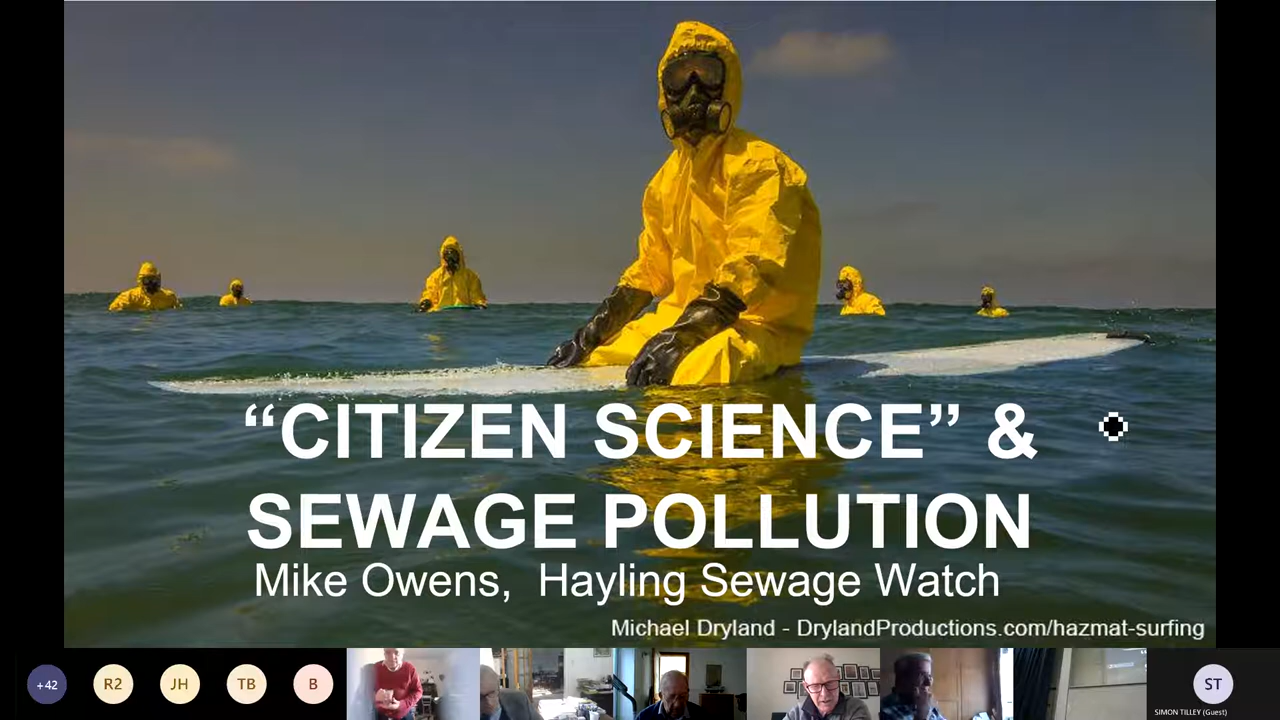 “CITIZEN SCIENCE” &
SEWAGE POLLUTION
Mike Owens, Hayling Sewage Watch
Michael Dryland - DrylandProductions.com/hazmat-surfing
+42
R2
JH
TB
B
ST
SIMON TILLEY (Guest)